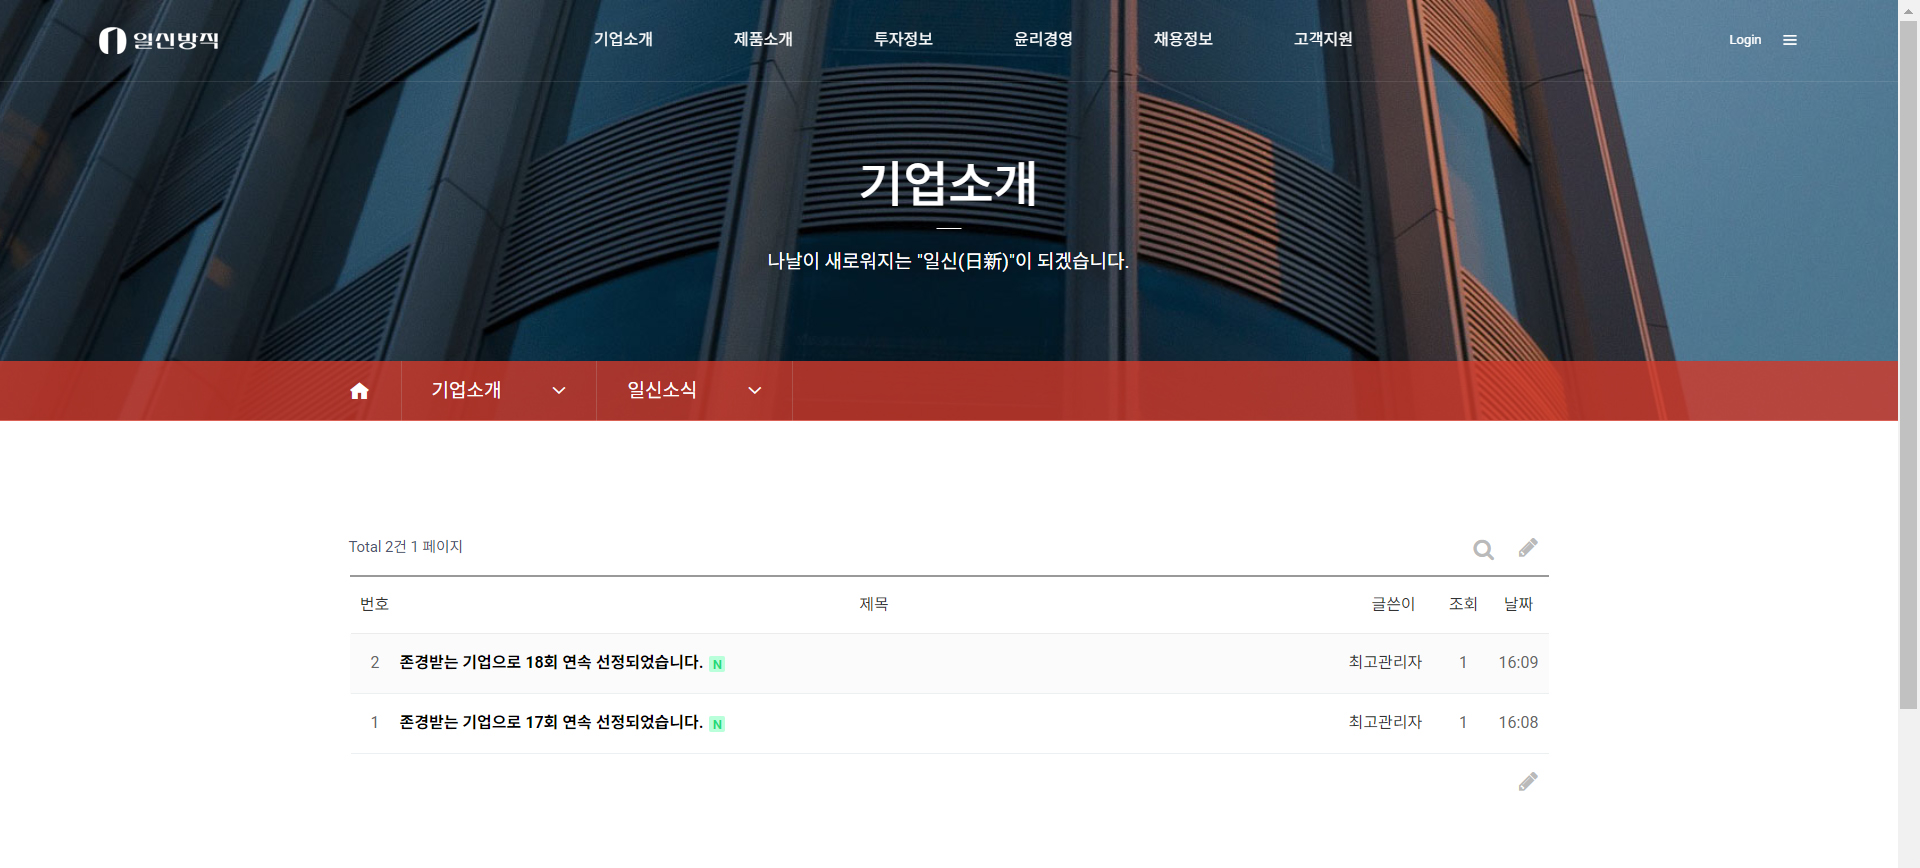 일신방직
기업소개 제품소개 투자정보 윤리경영 채용정보 고객지원 Login
기업소개
나날이 새로워지는 "일신(日新)"이 되겠습니다.
기업소개 일신소식
Total 2건 1 페이지
번호 제목 글쓴이 조회 날짜
2 존경받는 기업으로 18회 연속 선정되었습니다. N 최고관리자 1 16:09
1 존경받는 기업으로 17회 연속 선정되었습니다. N 최고관리자 1 16:08